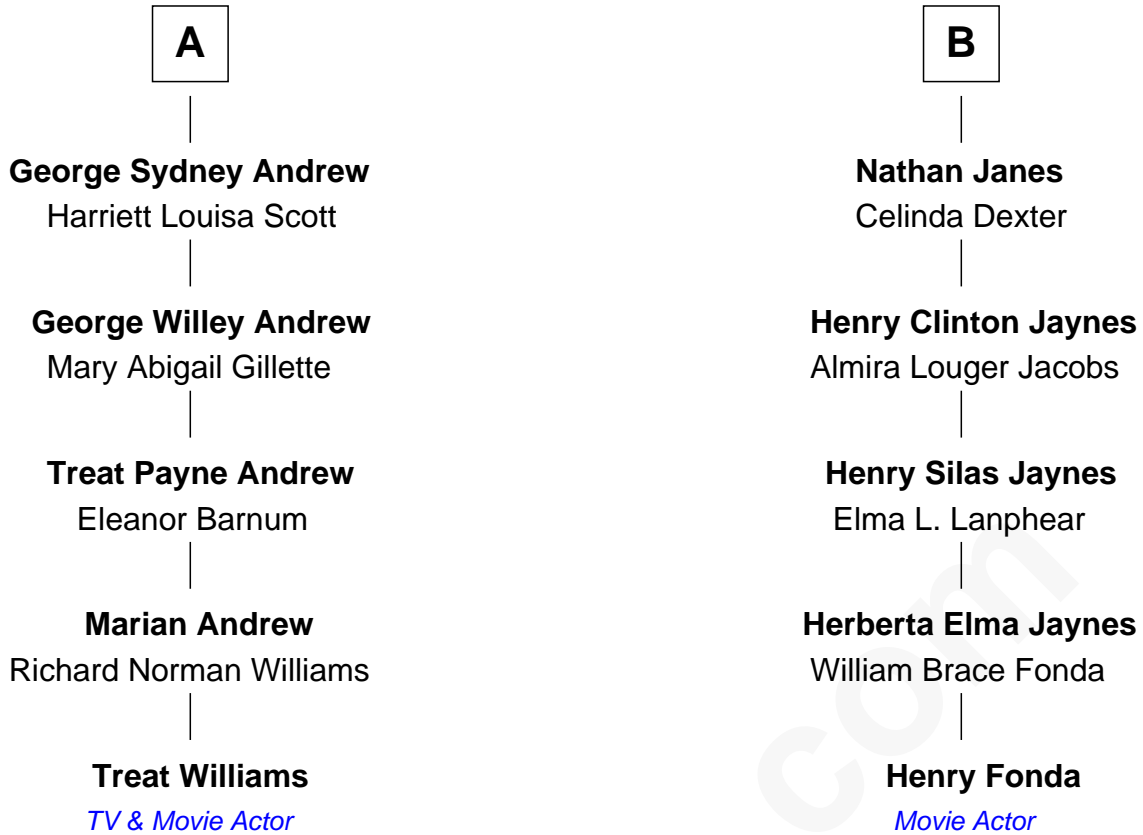 A
George Sydney Andrew
Harriett Louisa Scott
George Willey Andrew
Mary Abigail Gillette
Treat Payne Andrew
Eleanor Barnum
Marian Andrew
Richard Norman Williams
Treat Williams
TV & Movie Actor
B
Nathan Janes
Celinda Dexter
Henry Clinton Jaynes
Almira Louger Jacobs
Henry Silas Jaynes
Elma L. Lanphear
Herberta Elma Jaynes
William Brace Fonda
Henry Fonda
Movie Actor
com